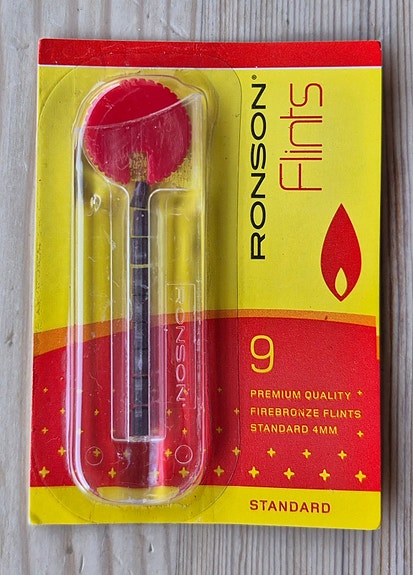 RONSON®
Flints
RONSON
9
PREMIUM QUALITY
FIREBRONZE FLINTS
STANDARD 4MM
STANDARD